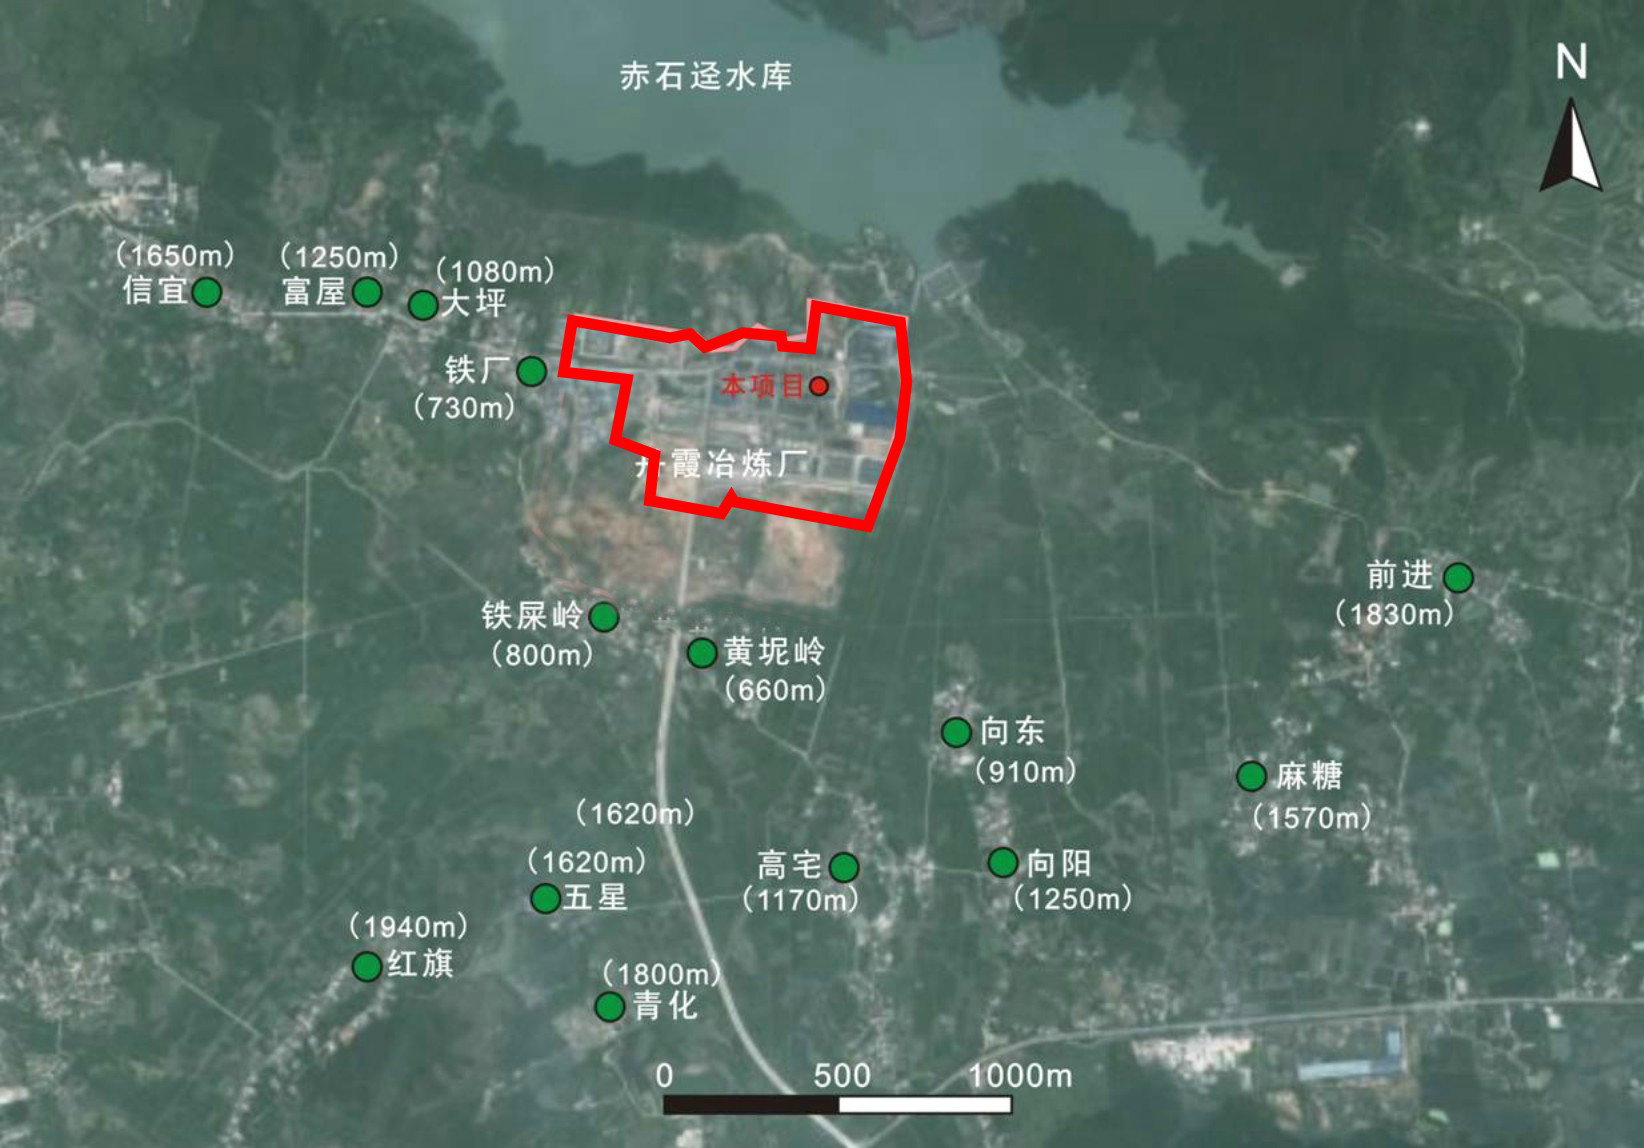 赤石迳水库
N
（1650m）
信宜
（1250m）
富屋
（1080m）
大坪
铁厂
（730m）
本项目
丹霞冶炼厂
前进
（1830m）
铁屎岭
（800m）
黄坭岭
（660m）
向东
（910m）
麻糖
（1570m）
（1620m）
（1620m）
五星
高宅
（1170m）
向阳
（1250m）
（1940m）
红旗
（1800m）
青化
0 500 1000m